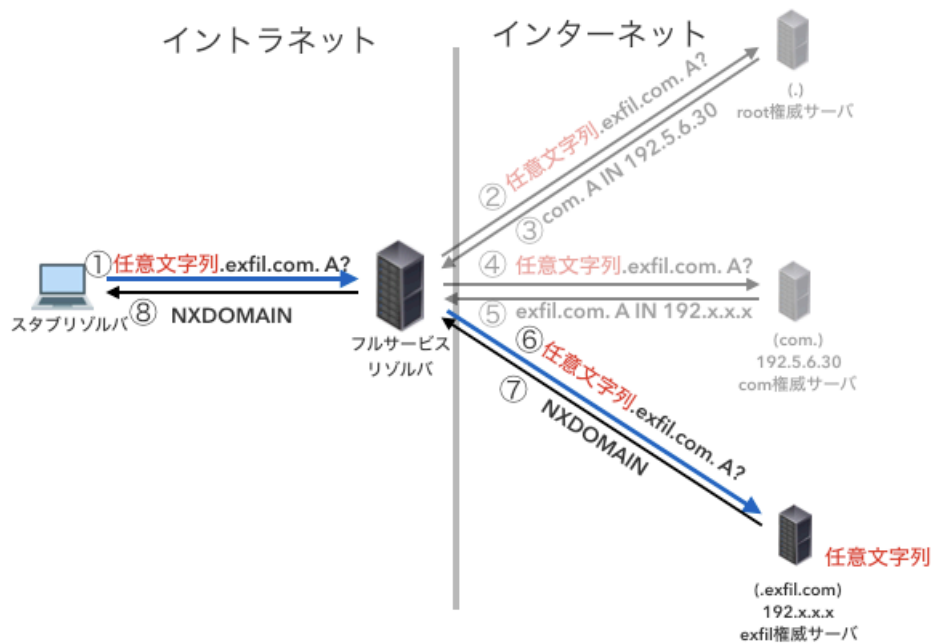 イントラネット
インターネット
②任意文字列.exfil.com. A?
③com. A IN 192.5.6.30
(.)
root権威サーバ
①任意文字列.exfil.com. A?
⑧ NXDOMAIN
スタブリゾルバ
フルサービス
リゾルバ
④ 任意文字列.exfil.com. A?
⑤ exfil.com. A IN 192.x.x.x
(com.)
192.5.6.30
com権威サーバ
⑥任意文字列.exfil.com. A?
⑦ NXDOMAIN
任意文字列
(.exfil.com)
192.x.x.x
exfil権威サーバ